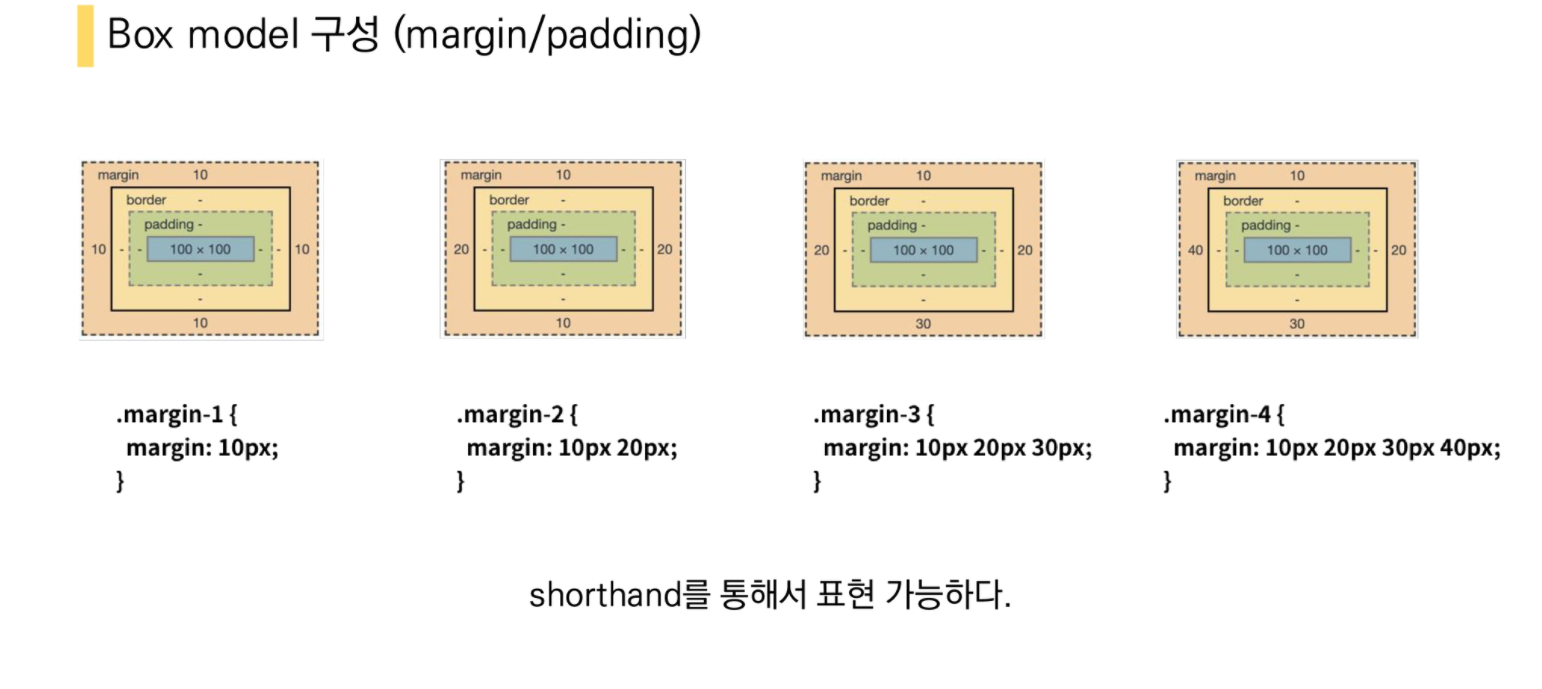 Box model 구성 (margin/padding)
margin 10
border -
padding -
10 - - 100 × 100 - - 10
-
-
10
margin 10
border -
padding -
20 - - 100 × 100 - - 20
-
-
10
margin 10
border -
padding -
20 - - 100 × 100 - - 20
-
-
30
margin 10
border -
padding -
40 - - 100 × 100 - - 20
-
-
30
.margin-1 {
margin: 10px;
}
.margin-2 {
margin: 10px 20px;
}
.margin-3 {
margin: 10px 20px 30px;
}
.margin-4 {
margin: 10px 20px 30px 40px;
}
shorthand를 통해서 표현 가능하다.